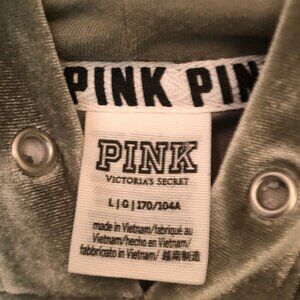 PINK PIN
PINK
VICTORIA'S SECRET
L | G | 170/104A
made in Vietnam/fabriqué au
Vietnam/hecho en Vietnam/
fabbricato in Vietnam/ 越南制造